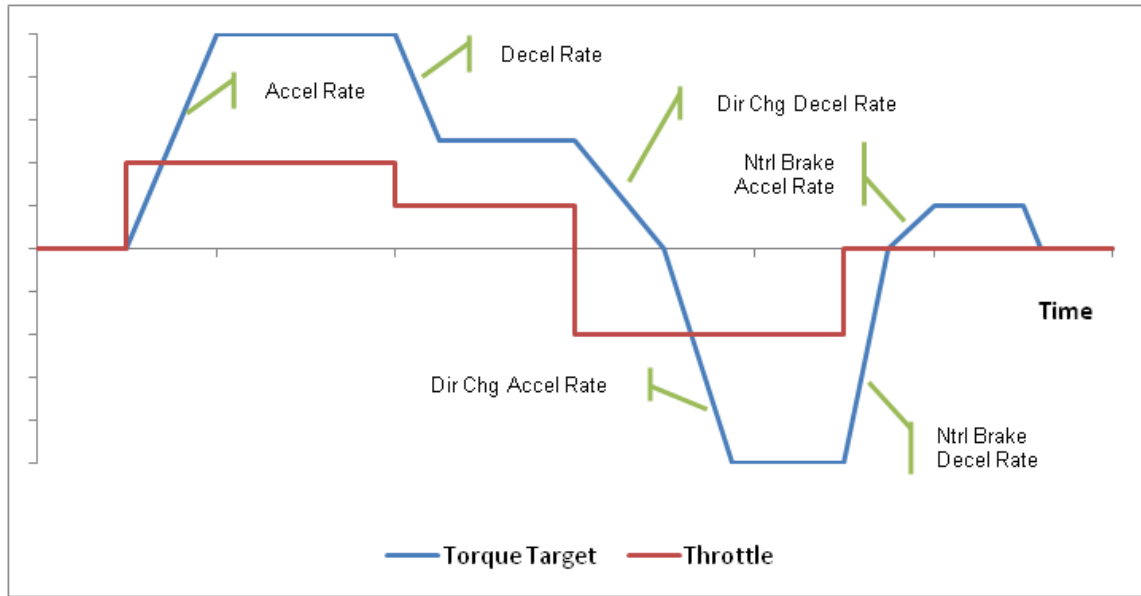 Accel Rate
Decel Rate
Dir Chg Decel Rate
Ntrl Brake
Accel Rate
Time
Dir Chg Accel Rate
Ntrl Brake
Decel Rate
Torque Target
Throttle